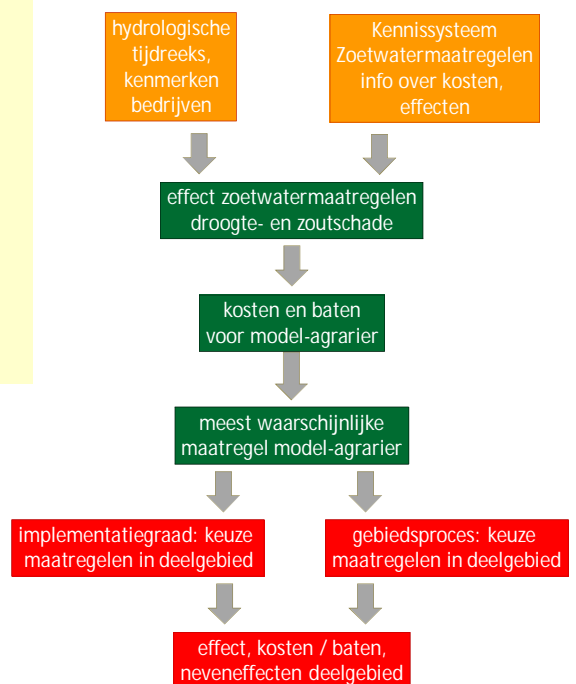 hydrologische
tijdreeks,
kenmerken
bedrijven
Kennissysteem
Zoetwatermaatregelen
info over kosten,
effecten
effect zoetwatermaatregelen
droogte- en zoutschade
kosten en baten
voor model-agrarier
meest waarschijnlijke
maatregel model-agrarier
implementatiegraad: keuze
maatregelen in deelgebied
gebiedsproces: keuze
maatregelen in deelgebied
effect, kosten / baten,
neveneffecten deelgebied